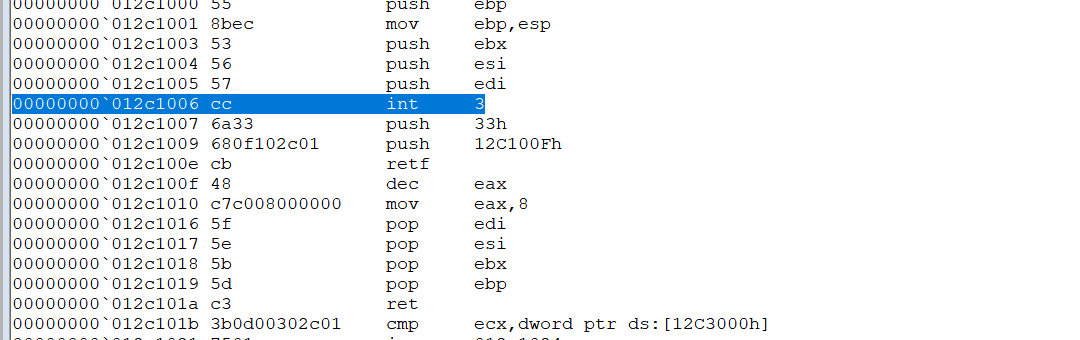 00000000`012c1000 55 push ebp
00000000`012c1001 8bec mov ebp,esp
00000000`012c1003 53 push ebx
00000000`012c1004 56 push esi
00000000`012c1005 57 push edi
00000000`012c1006 cc int 3
00000000`012c1007 6a33 push 33h
00000000`012c1009 680f102c01 push 12C100Fh
00000000`012c100e cb retf
00000000`012c100f 48 dec eax
00000000`012c1010 c7c008000000 mov eax,8
00000000`012c1016 5f pop edi
00000000`012c1017 5e pop esi
00000000`012c1018 5b pop ebx
00000000`012c1019 5d pop ebp
00000000`012c101a c3 ret
00000000`012c101b 3b0d00302c01 cmp ecx,dword ptr ds:[12C3000h]